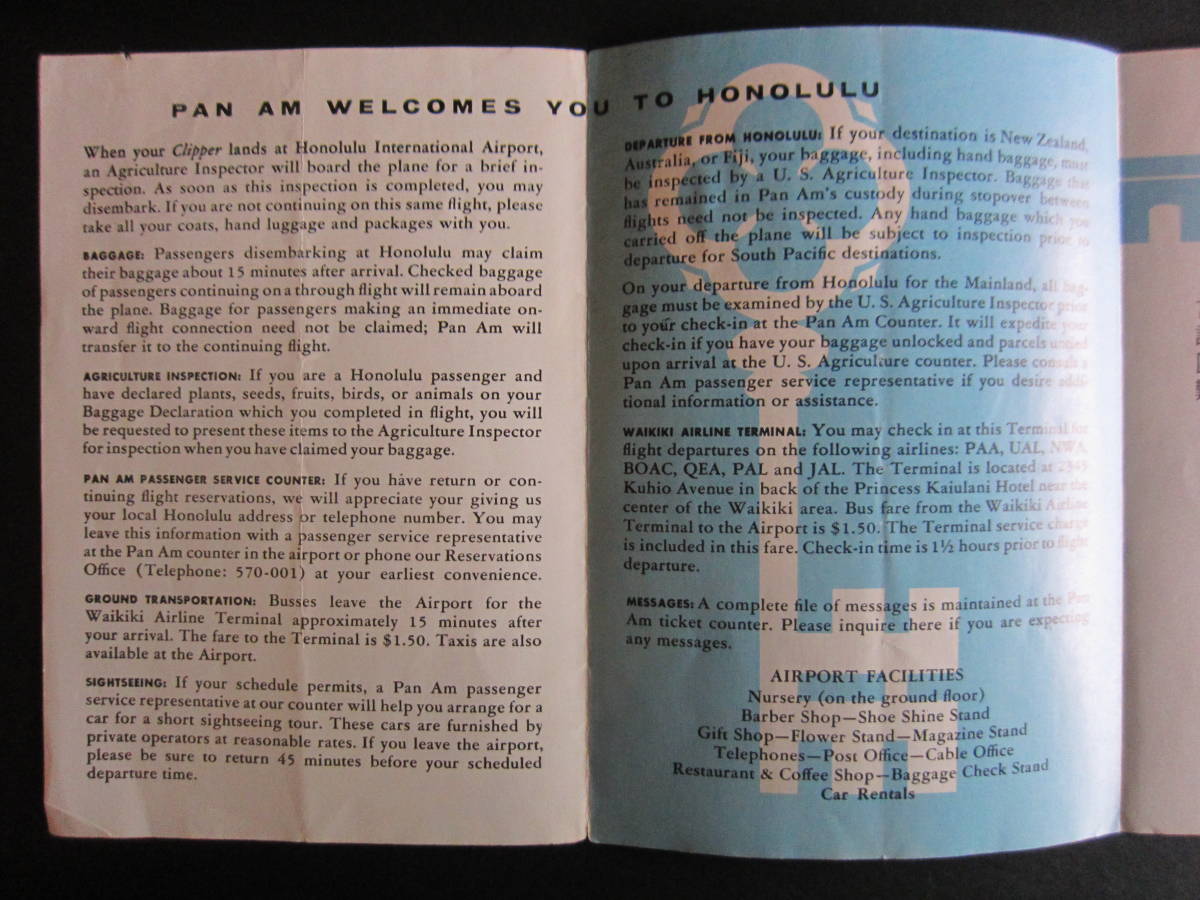 PAN AM WELCOMES YOU TO HONOLULU
When your Clipper lands at Honolulu International Airport,
an Agriculture Inspector will board the plane for a brief in-
spection. As soon as this inspection is completed, you may
disembark. If you are not continuing on this same flight, please
take all your coats, hand luggage and packages with you.
BAGGAGE: Passengers disembarking at Honolulu may claim
their baggage about 15 minutes after arrival. Checked baggage
of passengers continuing on a through flight will remain aboard
the plane. Baggage for passengers making an immediate on-
ward flight connection need not be claimed; Pan Am will
transfer it to the continuing flight.
AGRICULTURE INSPECTION: If you are a Honolulu passenger and
have declared plants, seeds, fruits, birds, or animals on your
Baggage Declaration which you completed in flight, you will
be requested to present these items to the Agriculture Inspector
for inspection when you have claimed your baggage.
PAN AM PASSENGER SERVICE COUNTER: If you have return or con-
tinuing flight reservations, we will appreciate your giving us
your local Honolulu address or telephone number. You may
leave this information with a passenger service representative
at the Pan Am counter in the airport or phone our Reservations
Office (Telephone: 570-001) at your earliest convenience.
GROUND TRANSPORTATION: Busses leave the Airport for the
Waikiki Airline Terminal approximately 15 minutes after
your arrival. The fare to the Terminal is $1.50. Taxis are also
available at the Airport.
SIGHTSEEING: If your schedule permits, a Pan Am passenger
service representative at our counter will help you arrange for a
car for a short sightseeing tour. These cars are furnished by
private operators at reasonable rates. If you leave the airport,
please be sure to return 45 minutes before your scheduled
departure time.
DEPARTURE FROM HONOLULU: If your destination is New Zealand,
Australia, or Fiji, your baggage, including hand baggage, must
be inspected by a U. S. Agriculture Inspector. Baggage that
has remained in Pan Am's custody during stopover between
flights need not be inspected. Any hand baggage which you
carried off the plane will be subject to inspection prior to
departure for South Pacific destinations.
On your departure from Honolulu for the Mainland, all bag-
gage must be examined by the U. S. Agriculture Inspector prior
to your check-in at the Pan Am Counter. It will expedite your
check-in if you have your baggage unlocked and parcels untied
upon arrival at the U. S. Agriculture counter. Please consult a
Pan Am passenger service representative if you desire addi-
tional information or assistance.
WAIKIKI AIRLINE TERMINAL: You may check in at this Terminal for
flight departures on the following airlines: PAA, UAL, NWA,
BOAC, QEA, PAL and JAL. The Terminal is located at 2345
Kuhio Avenue in back of the Princess Kaiulani Hotel near the
center of the Waikiki area. Bus fare from the Waikiki Airline
Terminal to the Airport is $1.50. The Terminal service charge
is included in this fare. Check-in time is 1½ hours prior to flight
departure.
MESSAGES: A complete file of messages is maintained at the Pan
Am ticket counter. Please inquire there if you are expecting
any messages.
AIRPORT FACILITIES
Nursery (on the ground floor)
Barber Shop—Shoe Shine Stand
Gift Shop—Flower Stand—Magazine Stand
Telephones—Post Office—Cable Office
Restaurant & Coffee Shop—Baggage Check Stand
Car Rentals